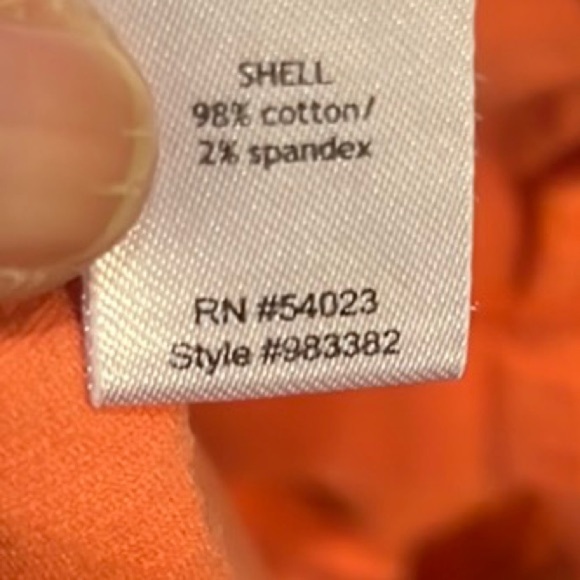 SHELL
98% cotton/
2% spandex
RN #54023
Style #983382